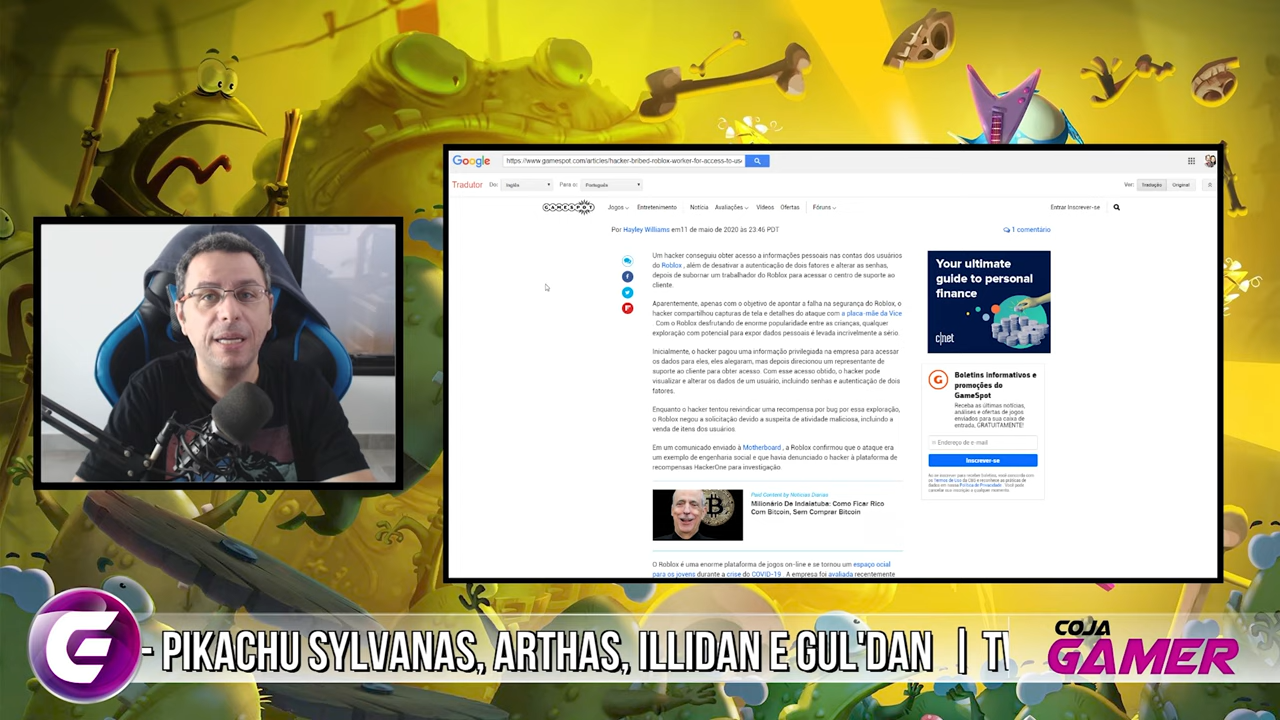 Google
https://www.gamespot.com/articles/hacker-bribed-roblox-worker-for-access-to-us
Tradutor
De:
Inglês
Para o:
Português
Ver:
Tradução
Original
GAMESPOT
Jogos
Entretenimento
Notícia
Avaliações
Vídeos
Ofertas
Fóruns
Entrar Inscrever-se
Por Hayley Williams em11 de maio de 2020 às 23:46 PDT
1 comentário
Um hacker conseguiu obter acesso a informações pessoais nas contas dos usuários
do Roblox , além de desativar a autenticação de dois fatores e alterar as senhas,
depois de subornar um trabalhador do Roblox para acessar o centro de suporte ao
cliente.
Aparentemente, apenas com o objetivo de apontar a falha na segurança do Roblox, o
hacker compartilhou capturas de tela e detalhes do ataque com a placa-mãe da Vice
. Com o Roblox desfrutando de enorme popularidade entre as crianças, qualquer
exploração com potencial para expor dados pessoais é levada incrivelmente a sério.
Inicialmente, o hacker pagou uma informação privilegiada na empresa para acessar
os dados para eles, eles alegaram, mas depois direcionou um representante de
suporte ao cliente para obter acesso. Com esse acesso obtido, o hacker pode
visualizar e alterar os dados de um usuário, incluindo senhas e autenticação de dois
fatores.
Enquanto o hacker tentou reivindicar uma recompensa por bug por essa exploração,
o Roblox negou a solicitação devido a suspeita de atividade maliciosa, incluindo a
venda de itens dos usuários.
Em um comunicado enviado à Motherboard , a Roblox confirmou que o ataque era
um exemplo de engenharia social e que havia denunciado o hacker à plataforma de
recompensas HackerOne para investigação.
Paid Content by Notícias Diárias
Milionário De Indaiatuba: Como Ficar Rico
Com Bitcoin, Sem Comprar Bitcoin
O Roblox é uma enorme plataforma de jogos on-line e se tornou um espaço ocial
para os jovens durante a crise do COVID-19 . A empresa foi avaliada recentemente
Your ultimate
guide to personal
finance
c|net
Boletins informativos e
promoções do
GameSpot
Receba as últimas notícias,
análises e ofertas de jogos
enviados para sua caixa de
entrada, GRATUITAMENTE!
Endereço de e-mail
Inscrever-se
- PIKACHU SYLVANAS, ARTHAS, ILLIDAN E GUL'DAN | T
COJA
GAMER